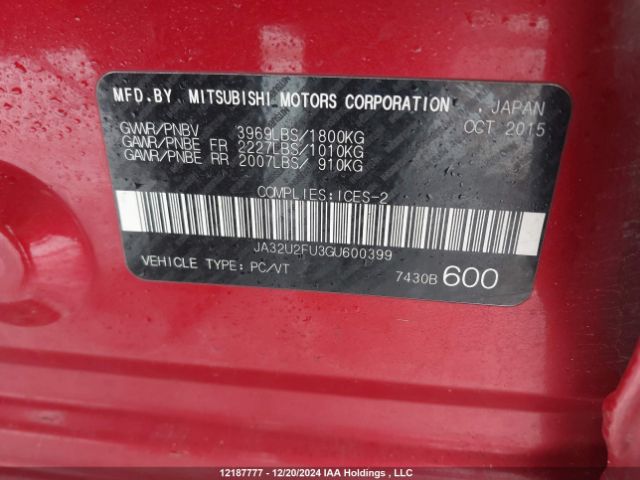 MFD.BY MITSUBISHI MOTORS CORPORATION , JAPAN
OCT 2015
GVWR/PNBV 3969LBS/1800KG
GAWR/PNBE FR 2227LBS/1010KG
GAWR/PNBE RR 2007LBS/ 910KG
COMPLIES:ICES-2
JA32U2FU3GU600399
VEHICLE TYPE: PC/VT 7430B 600
12187777 - 12/20/2024 IAA Holdings, LLC